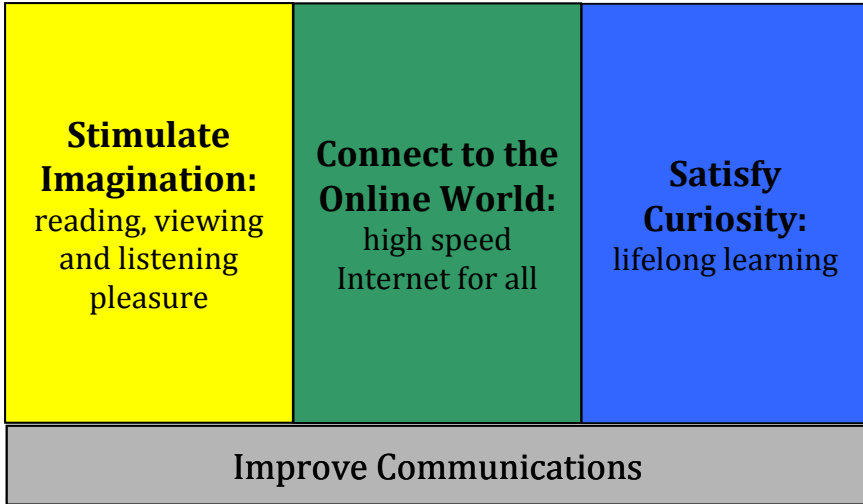 Stimulate
Imagination:
reading, viewing
and listening
pleasure
Connect to the
Online World:
high speed
Internet for all
Satisfy
Curiosity:
lifelong learning
Improve Communications